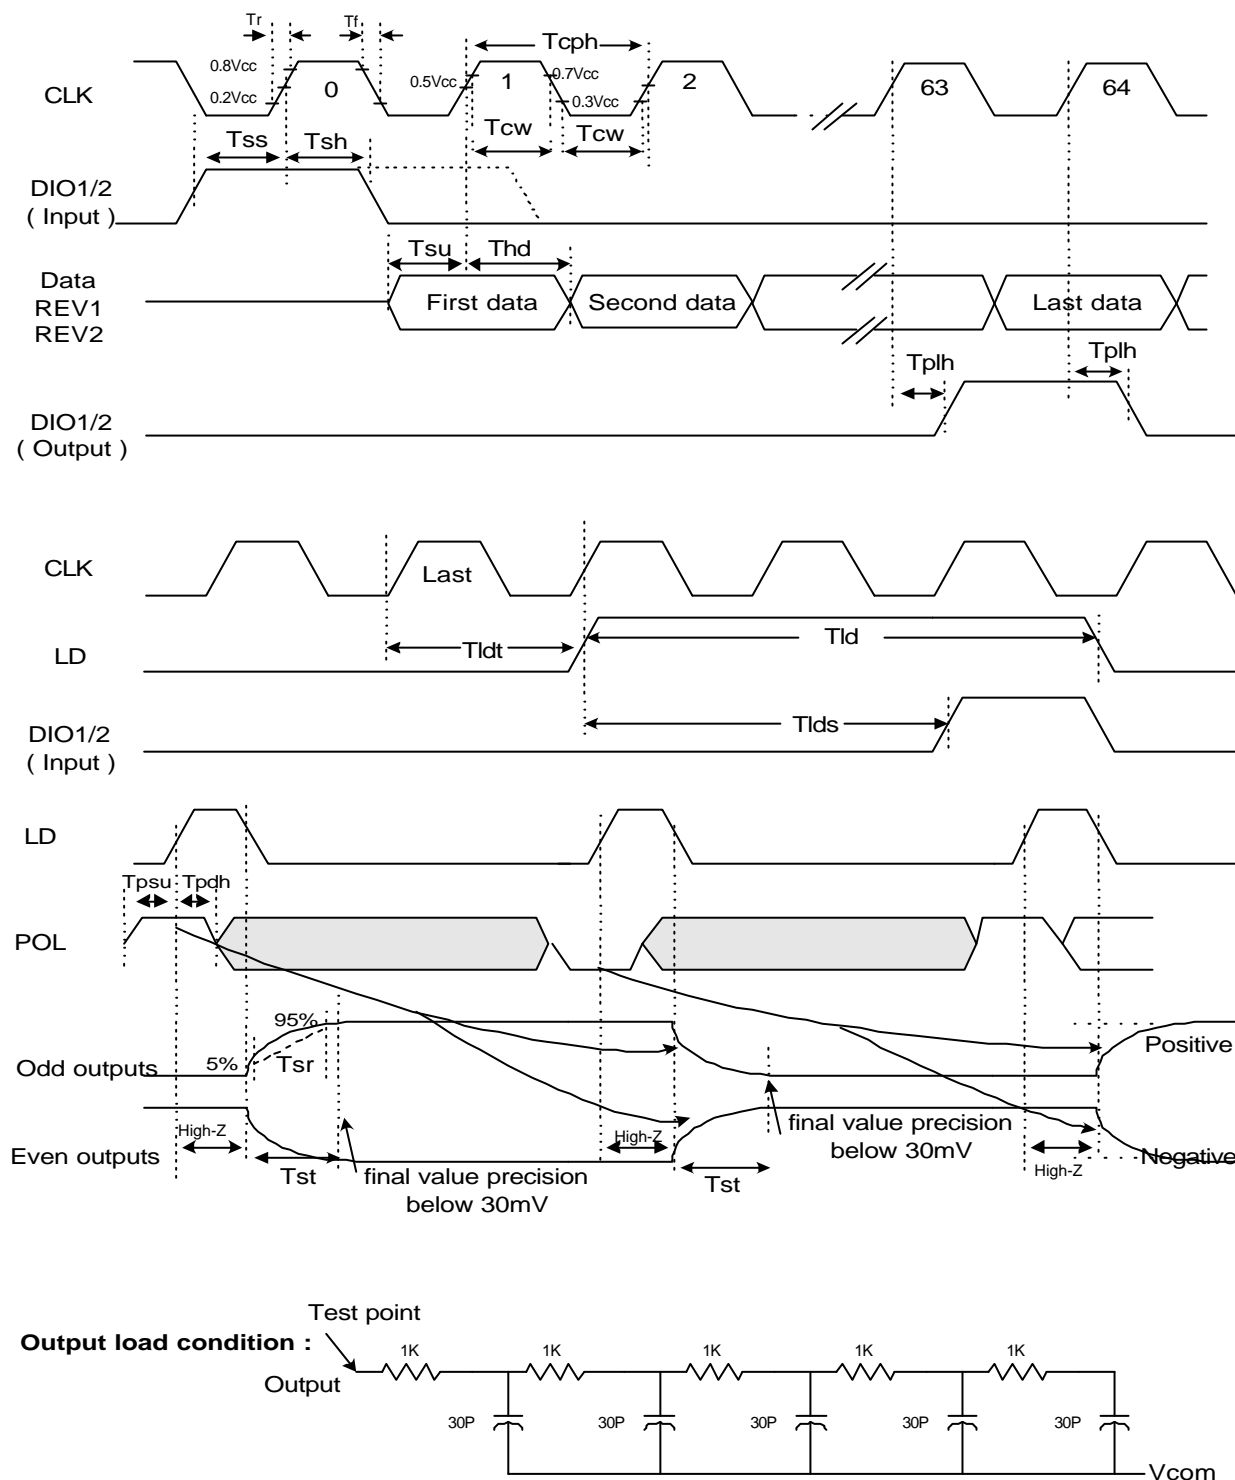 Tr
Tf
Tcph
0.8Vcc
0.5Vcc
0.7Vcc
CLK
0
1
2
63
64
0.2Vcc
0.3Vcc
Tss
Tsh
Tcw
Tcw
DIO1/2
( Input )
Tsu
Thd
Data
REV1
REV2
First data
Second data
Last data
Tplh
Tplh
DIO1/2
( Output )
CLK
Last
LD
Tldt
Tld
DIO1/2
( Input )
Tlds
LD
Tpsu
Tpdh
POL
95%
5%
Tsr
Odd outputs
Positive
High-Z
High-Z
High-Z
Even outputs
Negative
final value precision
below 30mV
Tst
final value precision
below 30mV
Tst
Test point
Output load condition :
Output
1K
1K
1K
1K
1K
30P
30P
30P
30P
30P
Vcom